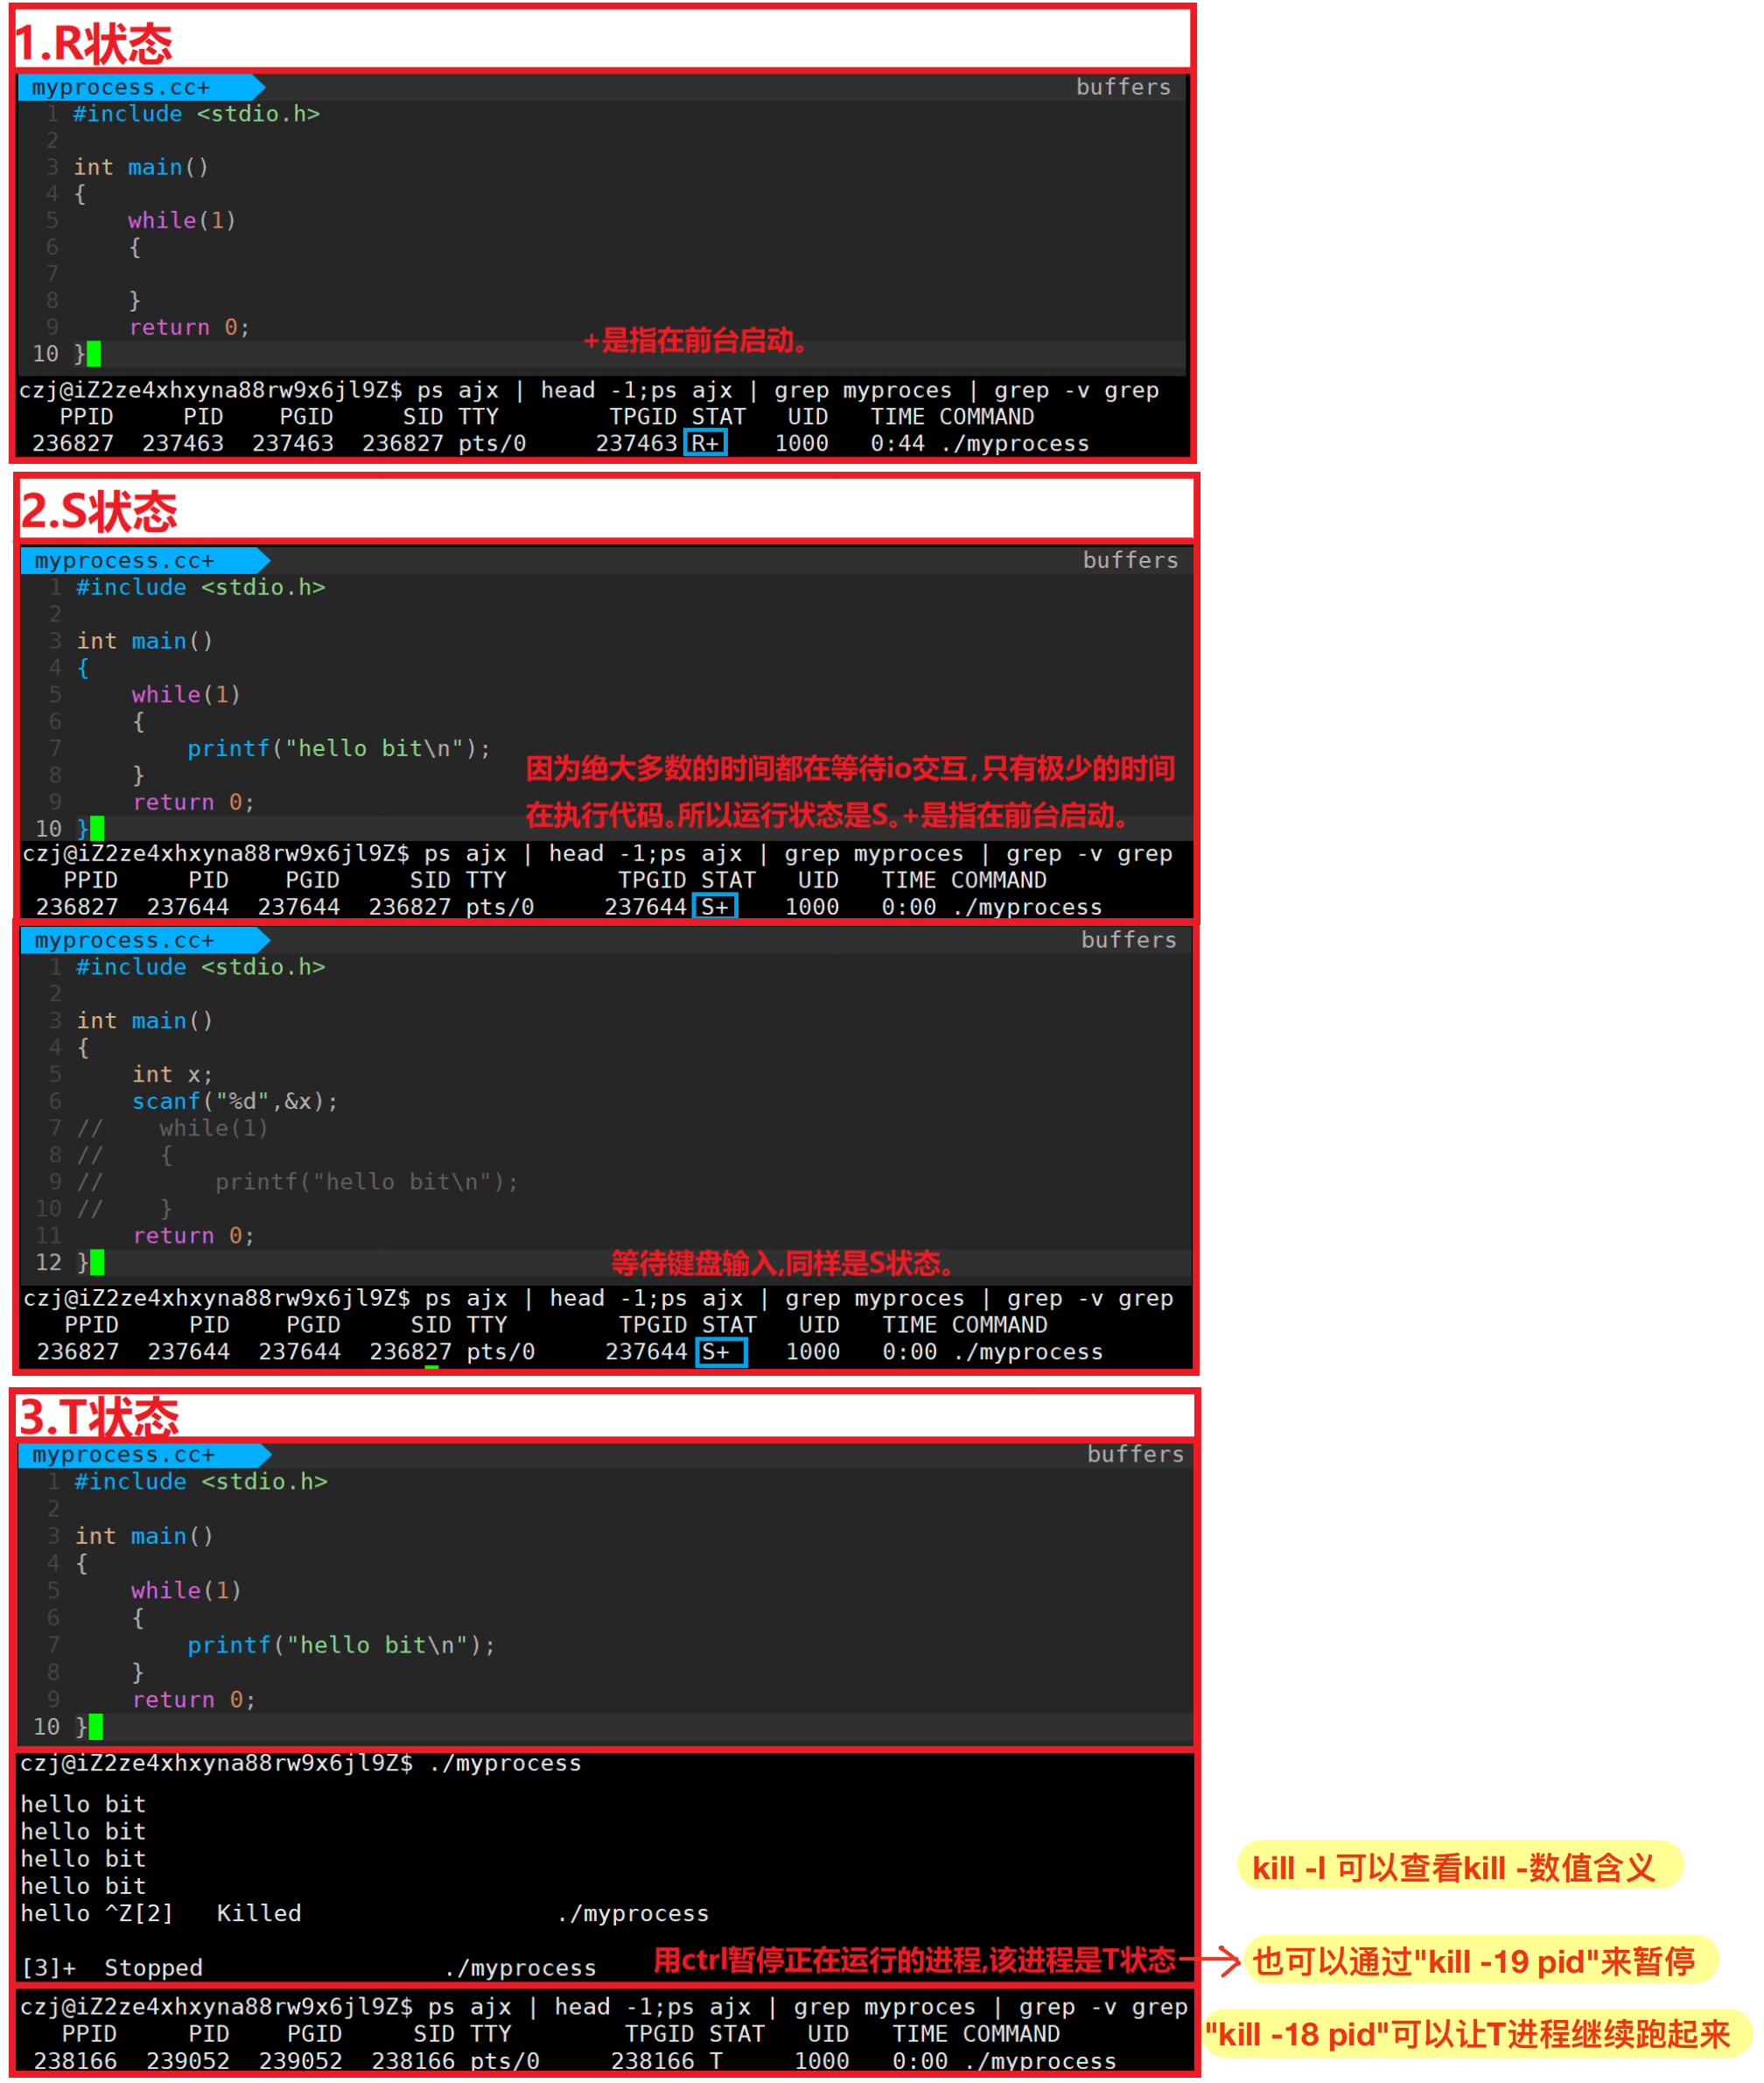 1.R状态
myprocess.cc+ buffers
1 #include <stdio.h>
2
3 int main()
4 {
5     while(1)
6     {
7
8     }
9     return 0;
10 }
+是指在前台启动。
czj@iZ2ze4xhxyna88rw9x6jl9Z$ ps ajx | head -1;ps ajx | grep myproces | grep -v grep
PPID PID PGID SID TTY TPGID STAT UID TIME COMMAND
236827 237463 237463 236827 pts/0 237463 R+ 1000 0:44 ./myprocess
2.S状态
myprocess.cc+ buffers
1 #include <stdio.h>
2
3 int main()
4 {
5     while(1)
6     {
7         printf("hello bit\n");
8     }
9     return 0;
10 }
因为绝大多数的时间都在等待io交互,只有极少的时间
在执行代码。所以运行状态是S。+是指在前台启动。
czj@iZ2ze4xhxyna88rw9x6jl9Z$ ps ajx | head -1;ps ajx | grep myproces | grep -v grep
PPID PID PGID SID TTY TPGID STAT UID TIME COMMAND
236827 237644 237644 236827 pts/0 237644 S+ 1000 0:00 ./myprocess
myprocess.cc+ buffers
1 #include <stdio.h>
2
3 int main()
4 {
5     int x;
6     scanf("%d",&x);
7 //    while(1)
8 //    {
9 //        printf("hello bit\n");
10 //    }
11     return 0;
12 }
等待键盘输入,同样是S状态。
czj@iZ2ze4xhxyna88rw9x6jl9Z$ ps ajx | head -1;ps ajx | grep myproces | grep -v grep
PPID PID PGID SID TTY TPGID STAT UID TIME COMMAND
236827 237644 237644 236827 pts/0 237644 S+ 1000 0:00 ./myprocess
3.T状态
myprocess.cc+ buffers
1 #include <stdio.h>
2
3 int main()
4 {
5     while(1)
6     {
7         printf("hello bit\n");
8     }
9     return 0;
10 }
czj@iZ2ze4xhxyna88rw9x6jl9Z$ ./myprocess
hello bit
hello bit
hello bit
hello bit
hello ^Z[2]   Killed                  ./myprocess
[3]+  Stopped                 ./myprocess
用ctrl暂停正在运行的进程,该进程是T状态
kill -l 可以查看kill -数值含义
也可以通过"kill -19 pid"来暂停
"kill -18 pid"可以让T进程继续跑起来
czj@iZ2ze4xhxyna88rw9x6jl9Z$ ps ajx | head -1;ps ajx | grep myproces | grep -v grep
PPID PID PGID SID TTY TPGID STAT UID TIME COMMAND
238166 239052 239052 238166 pts/0 238166 T 1000 0:00 ./myprocess